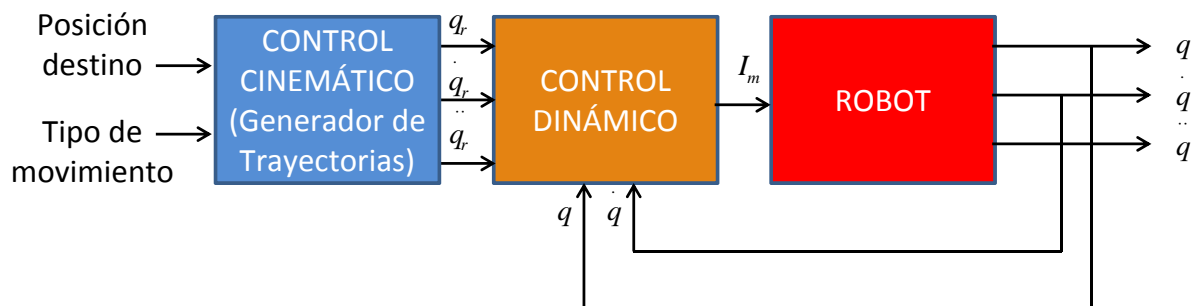 Posición
destino
Tipo de
movimiento
CONTROL
CINEMÁTICO
(Generador de
Trayectorias)
q_r
q̇_r
q̈_r
CONTROL
DINÁMICO
I_m
ROBOT
q
q̇
q̈
q
q̇